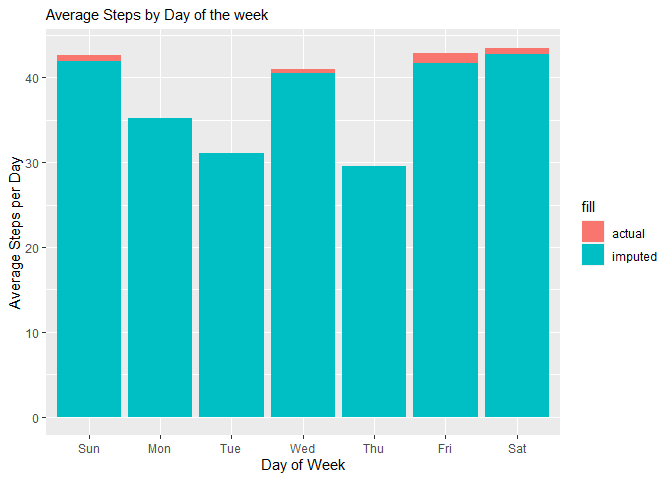 Average Steps by Day of the week
Average Steps per Day
40
30
20
10
0
Sun Mon Tue Wed Thu Fri Sat
Day of Week
fill
actual
imputed